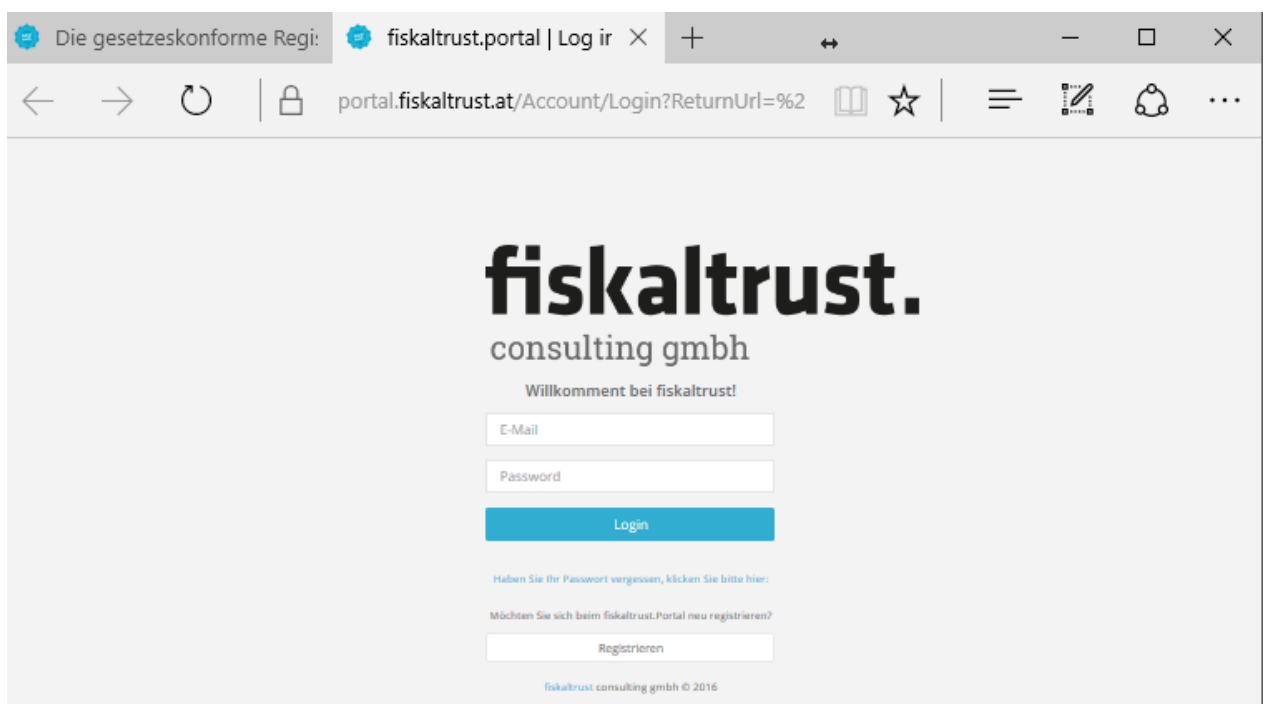 Die gesetzeskonforme Regis
fiskaltrust.portal | Log in
portal.fiskaltrust.at/Account/Login?ReturnUrl=%2
fiskaltrust.
consulting gmbh
Willkomment bei fiskaltrust!
E-Mail
Password
Login
Haben Sie Ihr Passwort vergessen, klicken Sie bitte hier:
Möchten Sie sich beim fiskaltrust.Portal neu registrieren?
Registrieren
fiskaltrust consulting gmbh © 2016